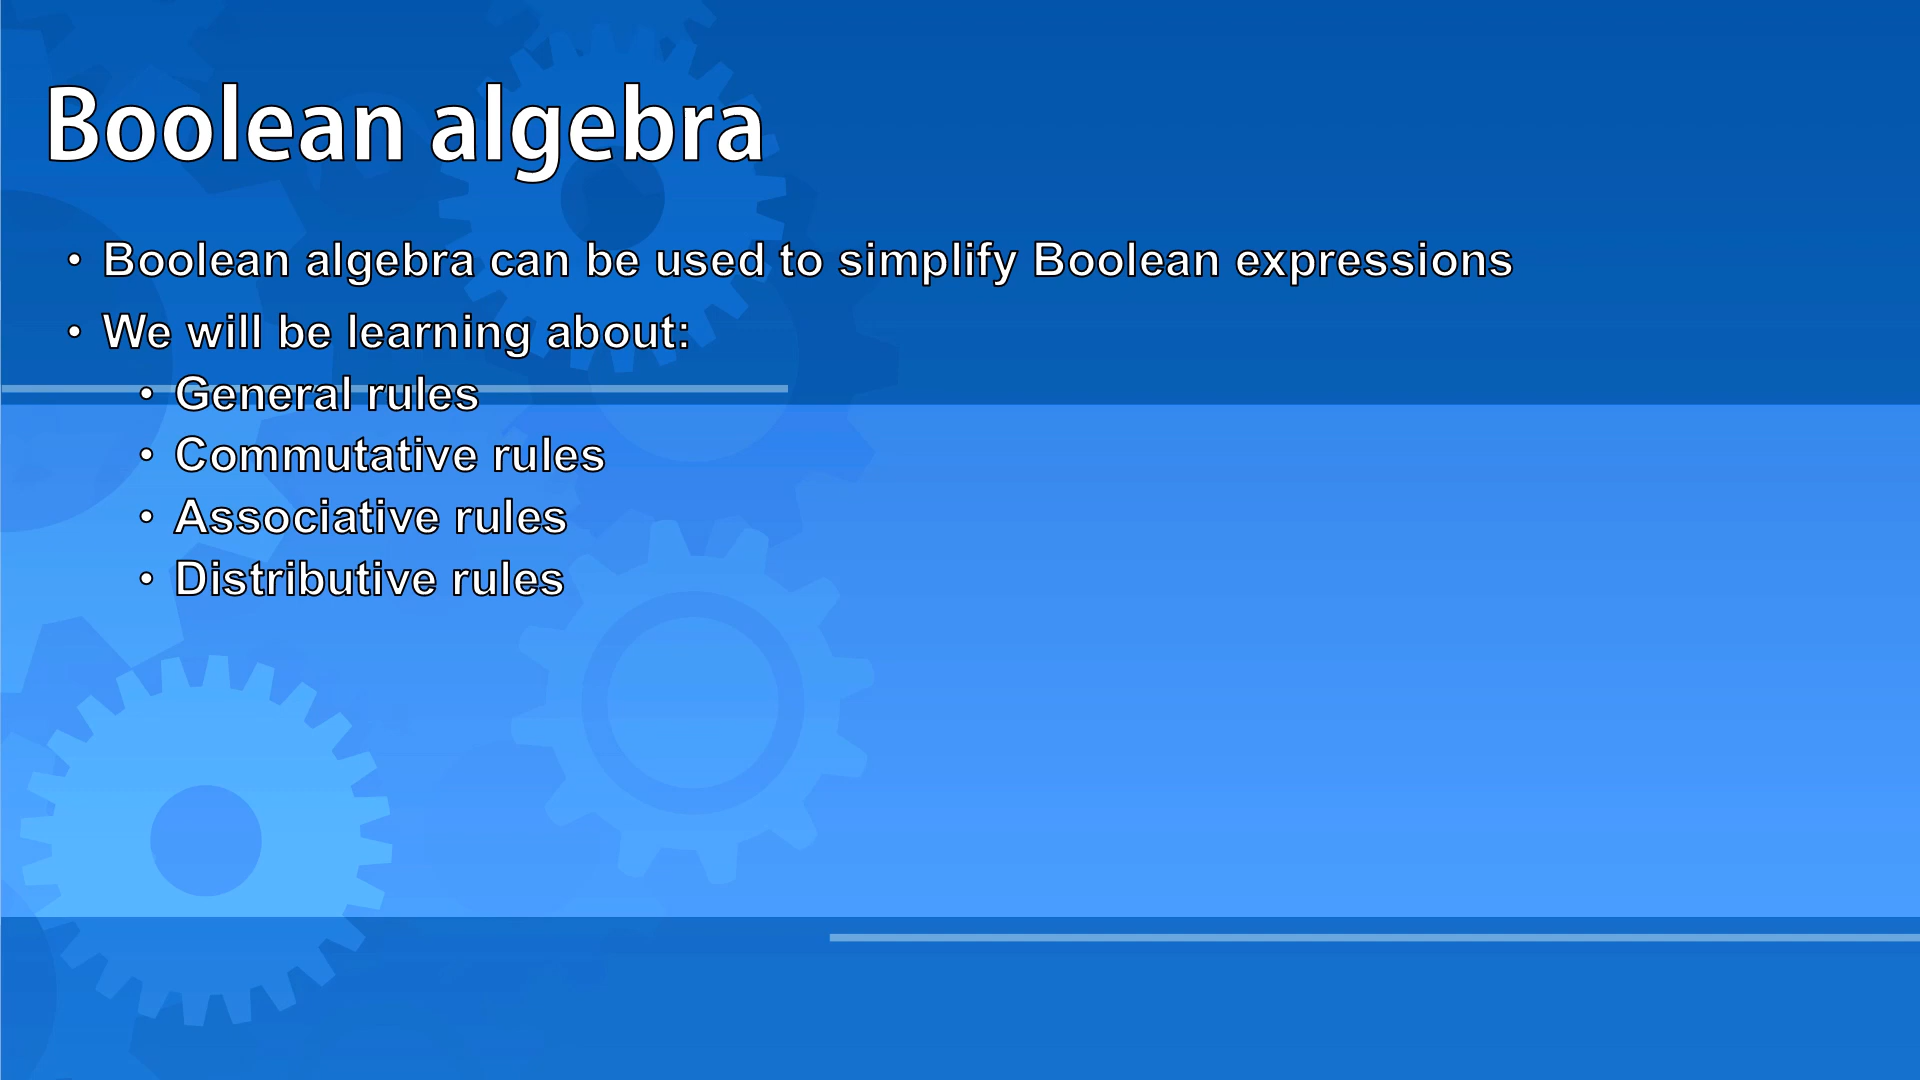 Boolean algebra
• Boolean algebra can be used to simplify Boolean expressions
• We will be learning about:
• General rules
• Commutative rules
• Associative rules
• Distributive rules